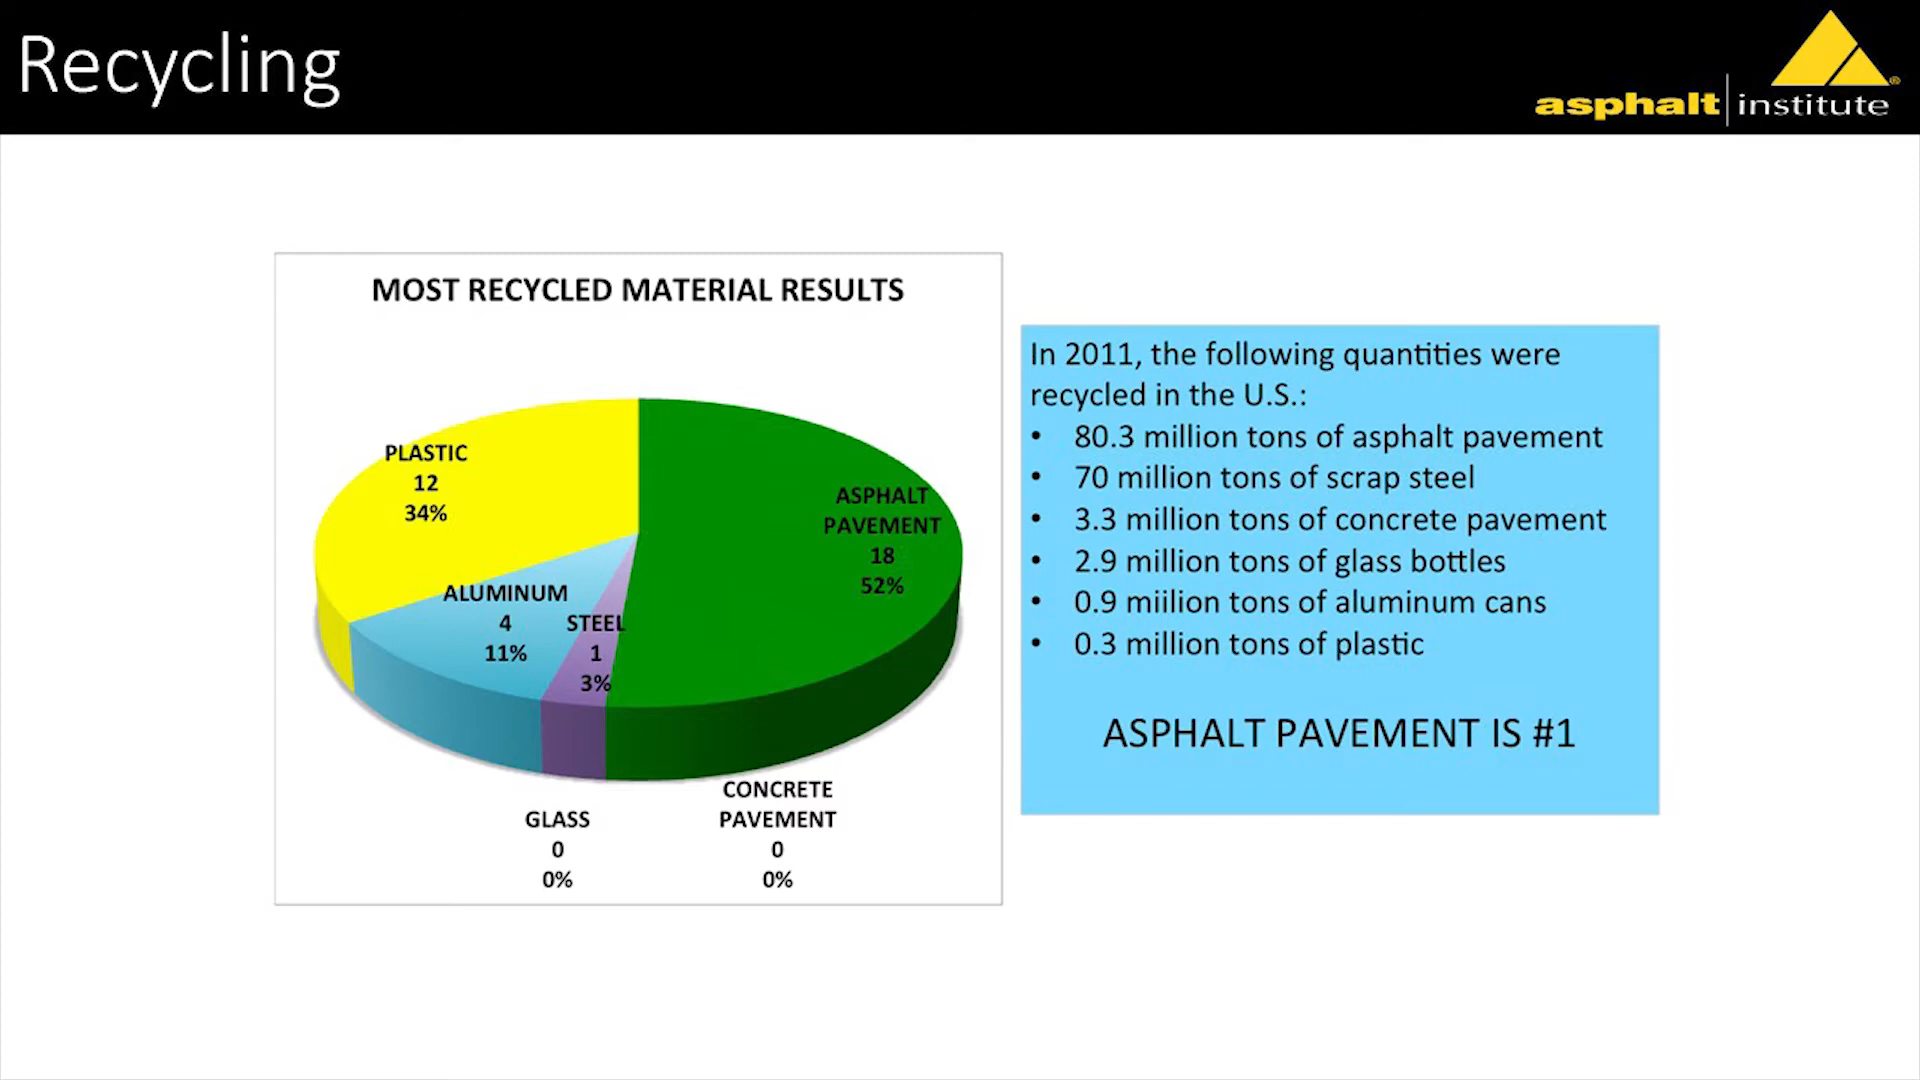 Recycling
asphalt institute®
MOST RECYCLED MATERIAL RESULTS
PLASTIC
12
34%
ASPHALT
PAVEMENT
18
52%
ALUMINUM
4
11%
STEEL
1
3%
GLASS
0
0%
CONCRETE
PAVEMENT
0
0%
In 2011, the following quantities were
recycled in the U.S.:
• 80.3 million tons of asphalt pavement
• 70 million tons of scrap steel
• 3.3 million tons of concrete pavement
• 2.9 million tons of glass bottles
• 0.9 miilion tons of aluminum cans
• 0.3 million tons of plastic
ASPHALT PAVEMENT IS #1